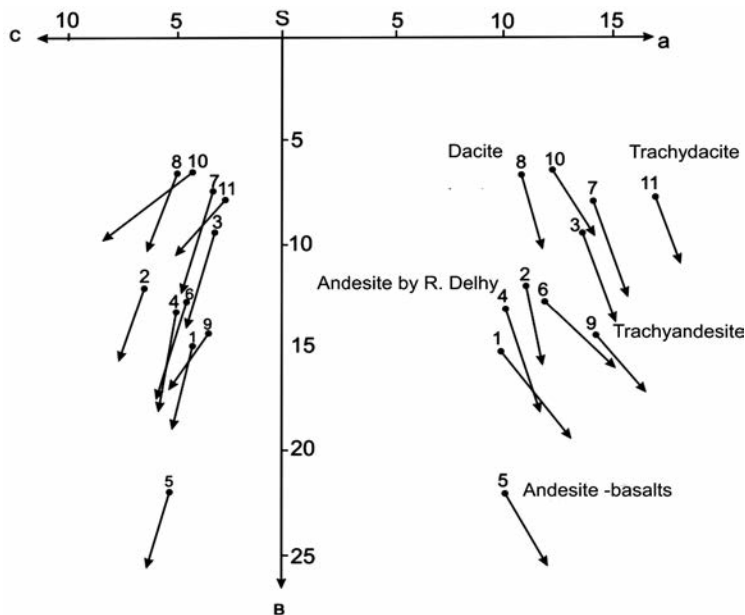 10 5 S 5 10 15
C a
5
8 10 Dacite 8 10 Trachydacite
7 11 7 11
3 3
10
2 Andesite by R. Delhy 2
4 6 4 6
1 9 1 9 Trachyandesite
15
20
5 5 Andesite -basalts
25
B